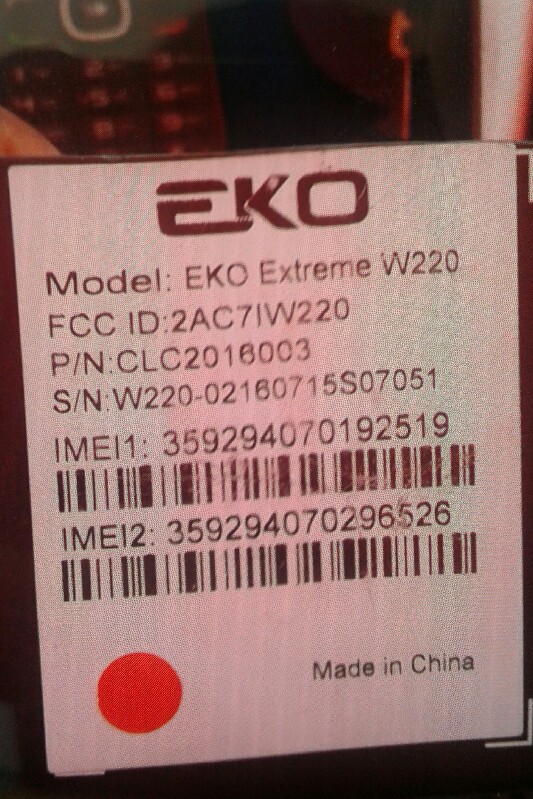 EKO
Model: EKO Extreme W220
FCC ID:2AC7IW220
P/N:CLC2016003
S/N:W220-02160715S07051
IMEI1: 359294070192519
IMEI2: 359294070296526
Made in China